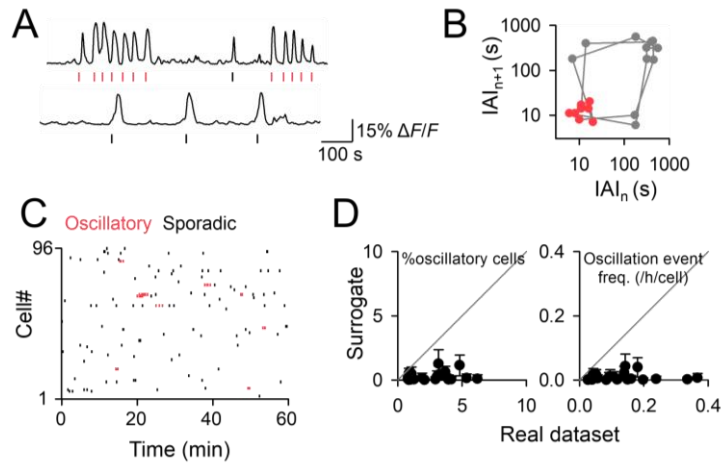 A
15% ΔF/F
100 s
B
IAIn+1 (s)
1000
100
10
10
100
1000
IAIn (s)
C
Oscillatory Sporadic
96
Cell#
1
0
20
40
60
Time (min)
D
%oscillatory cells
Surrogate
10
5
0
0
5
10
Oscillation event
freq. (/h/cell)
0.4
0.2
0.0
0.0
0.2
0.4
Real dataset